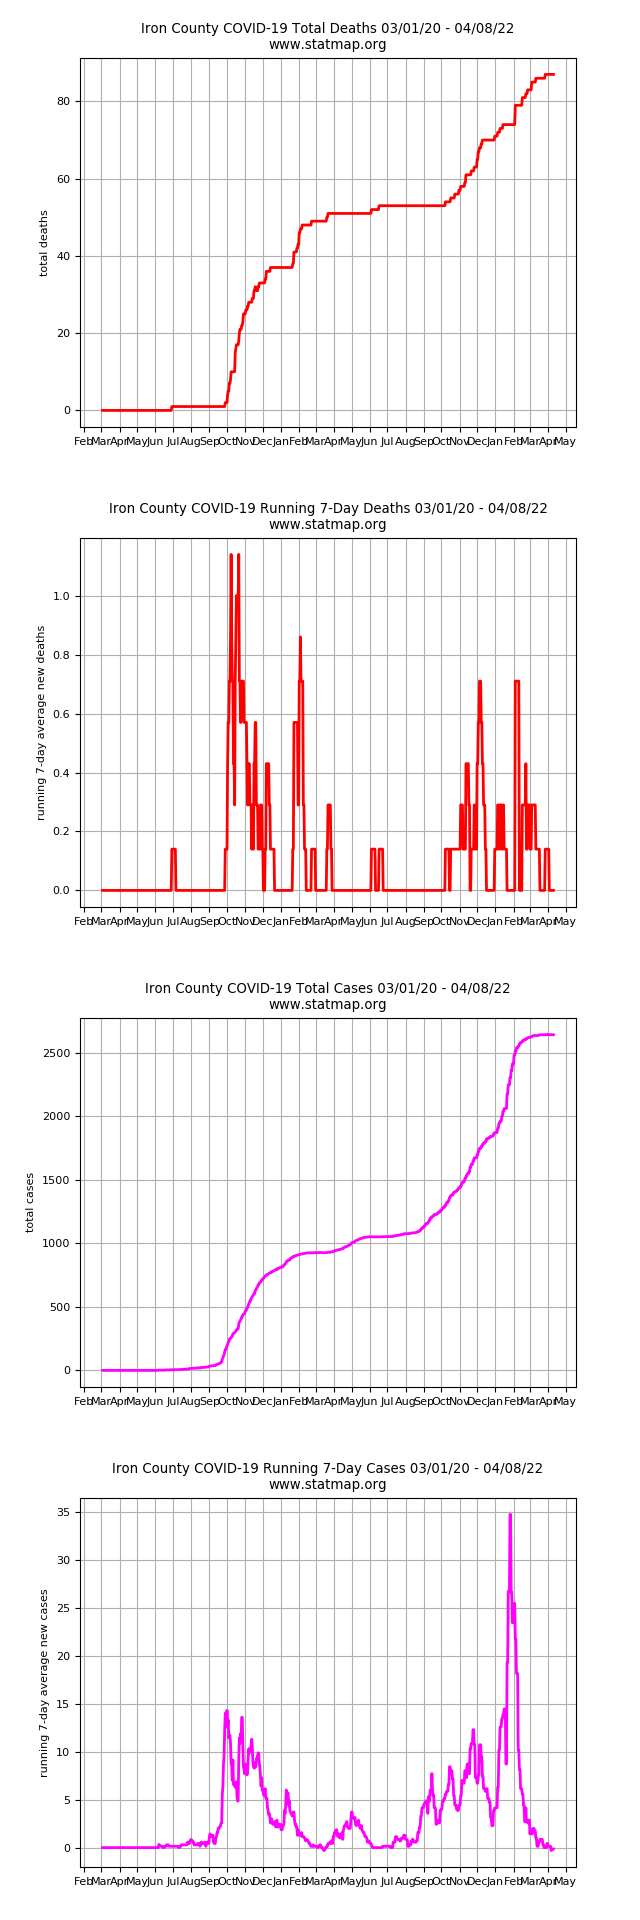 Iron County COVID-19 Total Deaths 03/01/20 - 04/08/22
www.statmap.org
total deaths
80
60
40
20
0
Feb Mar Apr May Jun Jul Aug Sep Oct Nov Dec Jan Feb Mar Apr May Jun Jul Aug Sep Oct Nov Dec Jan Feb Mar Apr May
Iron County COVID-19 Running 7-Day Deaths 03/01/20 - 04/08/22
www.statmap.org
running 7-day average new deaths
1.0
0.8
0.6
0.4
0.2
0.0
Feb Mar Apr May Jun Jul Aug Sep Oct Nov Dec Jan Feb Mar Apr May Jun Jul Aug Sep Oct Nov Dec Jan Feb Mar Apr May
Iron County COVID-19 Total Cases 03/01/20 - 04/08/22
www.statmap.org
total cases
2500
2000
1500
1000
500
0
Feb Mar Apr May Jun Jul Aug Sep Oct Nov Dec Jan Feb Mar Apr May Jun Jul Aug Sep Oct Nov Dec Jan Feb Mar Apr May
Iron County COVID-19 Running 7-Day Cases 03/01/20 - 04/08/22
www.statmap.org
running 7-day average new cases
35
30
25
20
15
10
5
0
Feb Mar Apr May Jun Jul Aug Sep Oct Nov Dec Jan Feb Mar Apr May Jun Jul Aug Sep Oct Nov Dec Jan Feb Mar Apr May